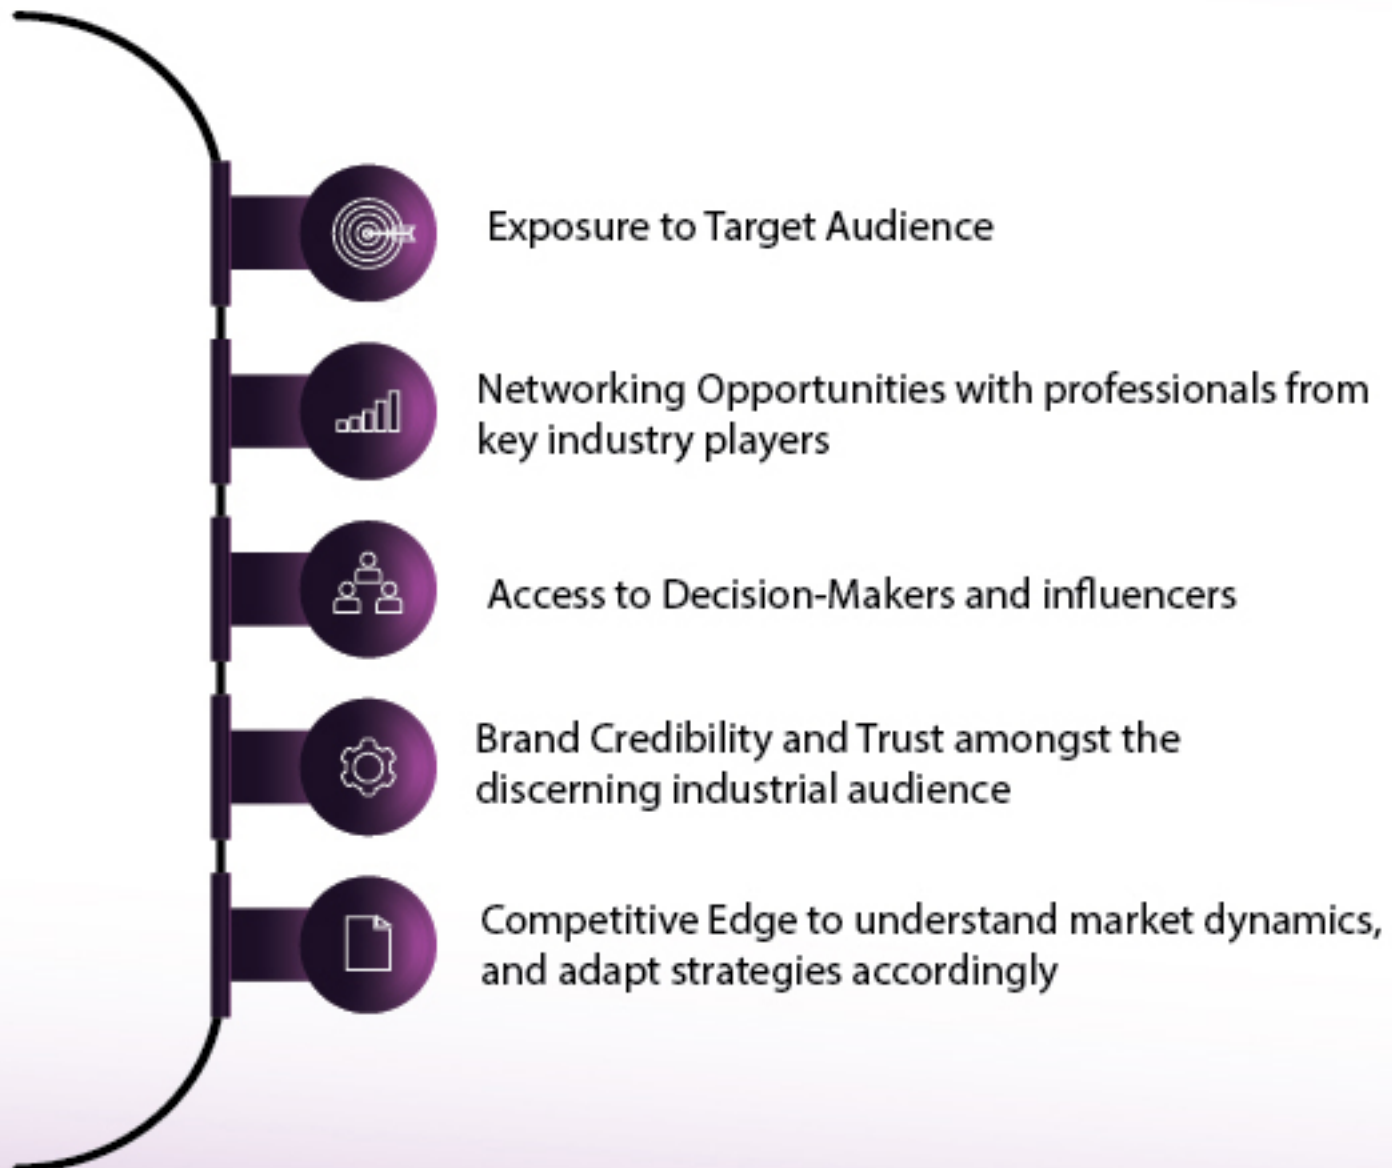 Exposure to Target Audience
Networking Opportunities with professionals from
key industry players
Access to Decision-Makers and influencers
Brand Credibility and Trust amongst the
discerning industrial audience
Competitive Edge to understand market dynamics,
and adapt strategies accordingly